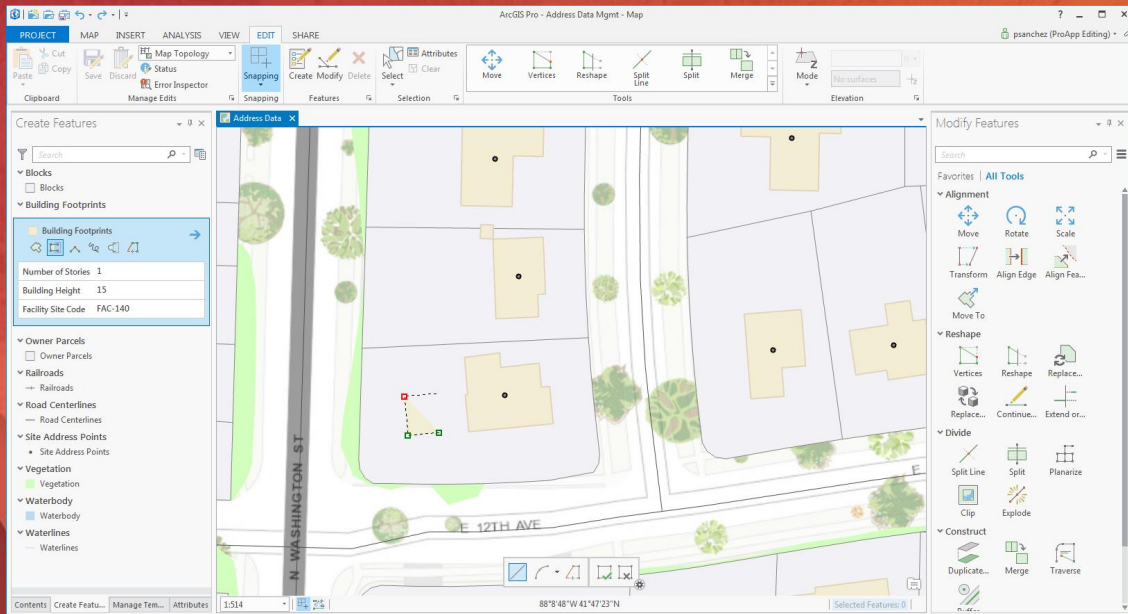 ArcGIS Pro - Address Data Mgmt - Map
PROJECT MAP INSERT ANALYSIS VIEW EDIT SHARE
psanchez (ProApp Editing)
Paste
Cut
Copy
Clipboard
Save
Discard
Map Topology
Status
Error Inspector
Manage Edits
Snapping
Snapping
Create
Modify
Delete
Features
Select
Attributes
Clear
Selection
Move
Vertices
Reshape
Split Line
Split
Merge
Tools
Mode
No surfaces
Elevation
Create Features
Search
Blocks
Blocks
Building Footprints
Building Footprints
Number of Stories 1
Building Height 15
Facility Site Code FAC-140
Owner Parcels
Owner Parcels
Railroads
Railroads
Road Centerlines
Road Centerlines
Site Address Points
Site Address Points
Vegetation
Vegetation
Waterbody
Waterbody
Waterlines
Waterlines
Contents Create Featu... Manage Tem... Attributes
Address Data
N WASHINGTON ST
E 12TH AVE
E
1:514
88°8'48"W 41°47'23"N
Selected Features: 0
Modify Features
Search
Favorites All Tools
Alignment
Move Rotate Scale
Transform Align Edge Align Fea...
Move To
Reshape
Vertices Reshape Replace...
Replace... Continue... Extend or...
Divide
Split Line Split Planarize
Clip Explode
Construct
Duplicate... Merge Traverse
Buffer